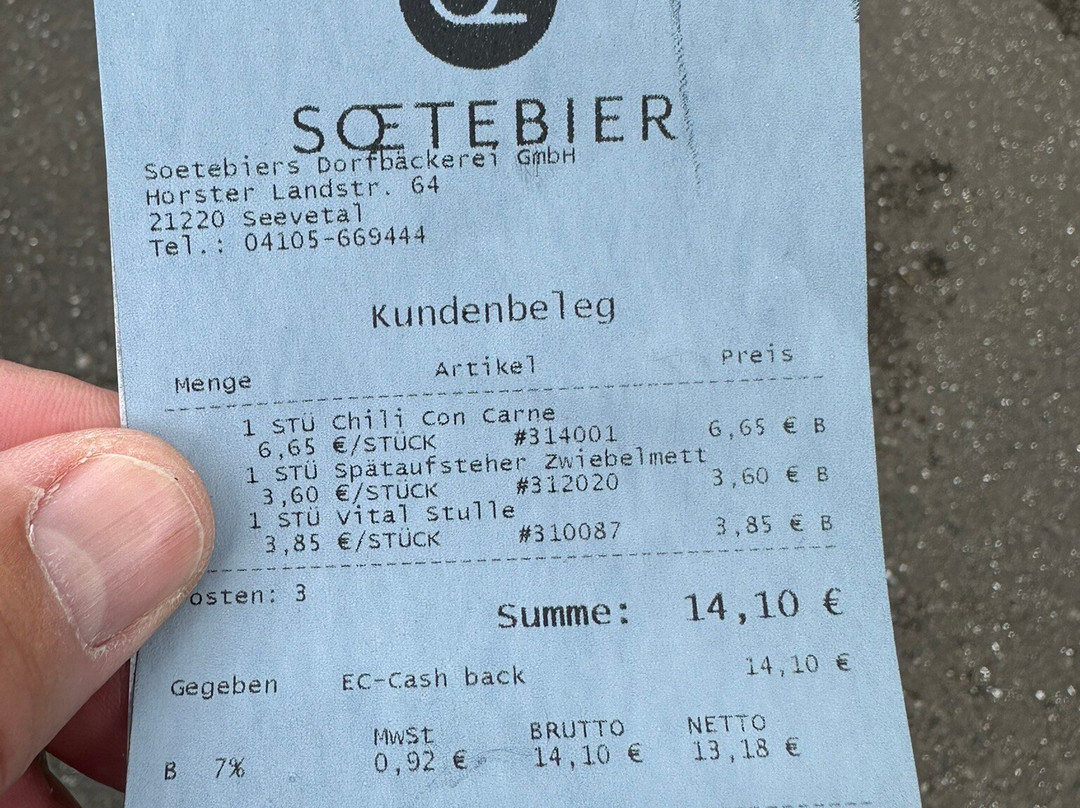 SŒTEBIER
Soetebiers Dorfbäckerei GmbH
Horster Landstr. 64
21220 Seevetal
Tel.: 04105-669444
Kundenbeleg
Menge Artikel Preis
1 STÜ Chili Con Carne
6,65 €/STÜCK #314001 6,65 € B
1 STÜ Spätaufsteher Zwiebelmett
3,60 €/STÜCK #312020 3,60 € B
1 STÜ Vital Stulle
3,85 €/STÜCK #310087 3,85 € B
osten: 3
Summe: 14,10 €
Gegeben EC-Cash back 14,10 €
MwSt BRUTTO NETTO
B 7% 0,92 € 14,10 € 13,18 €